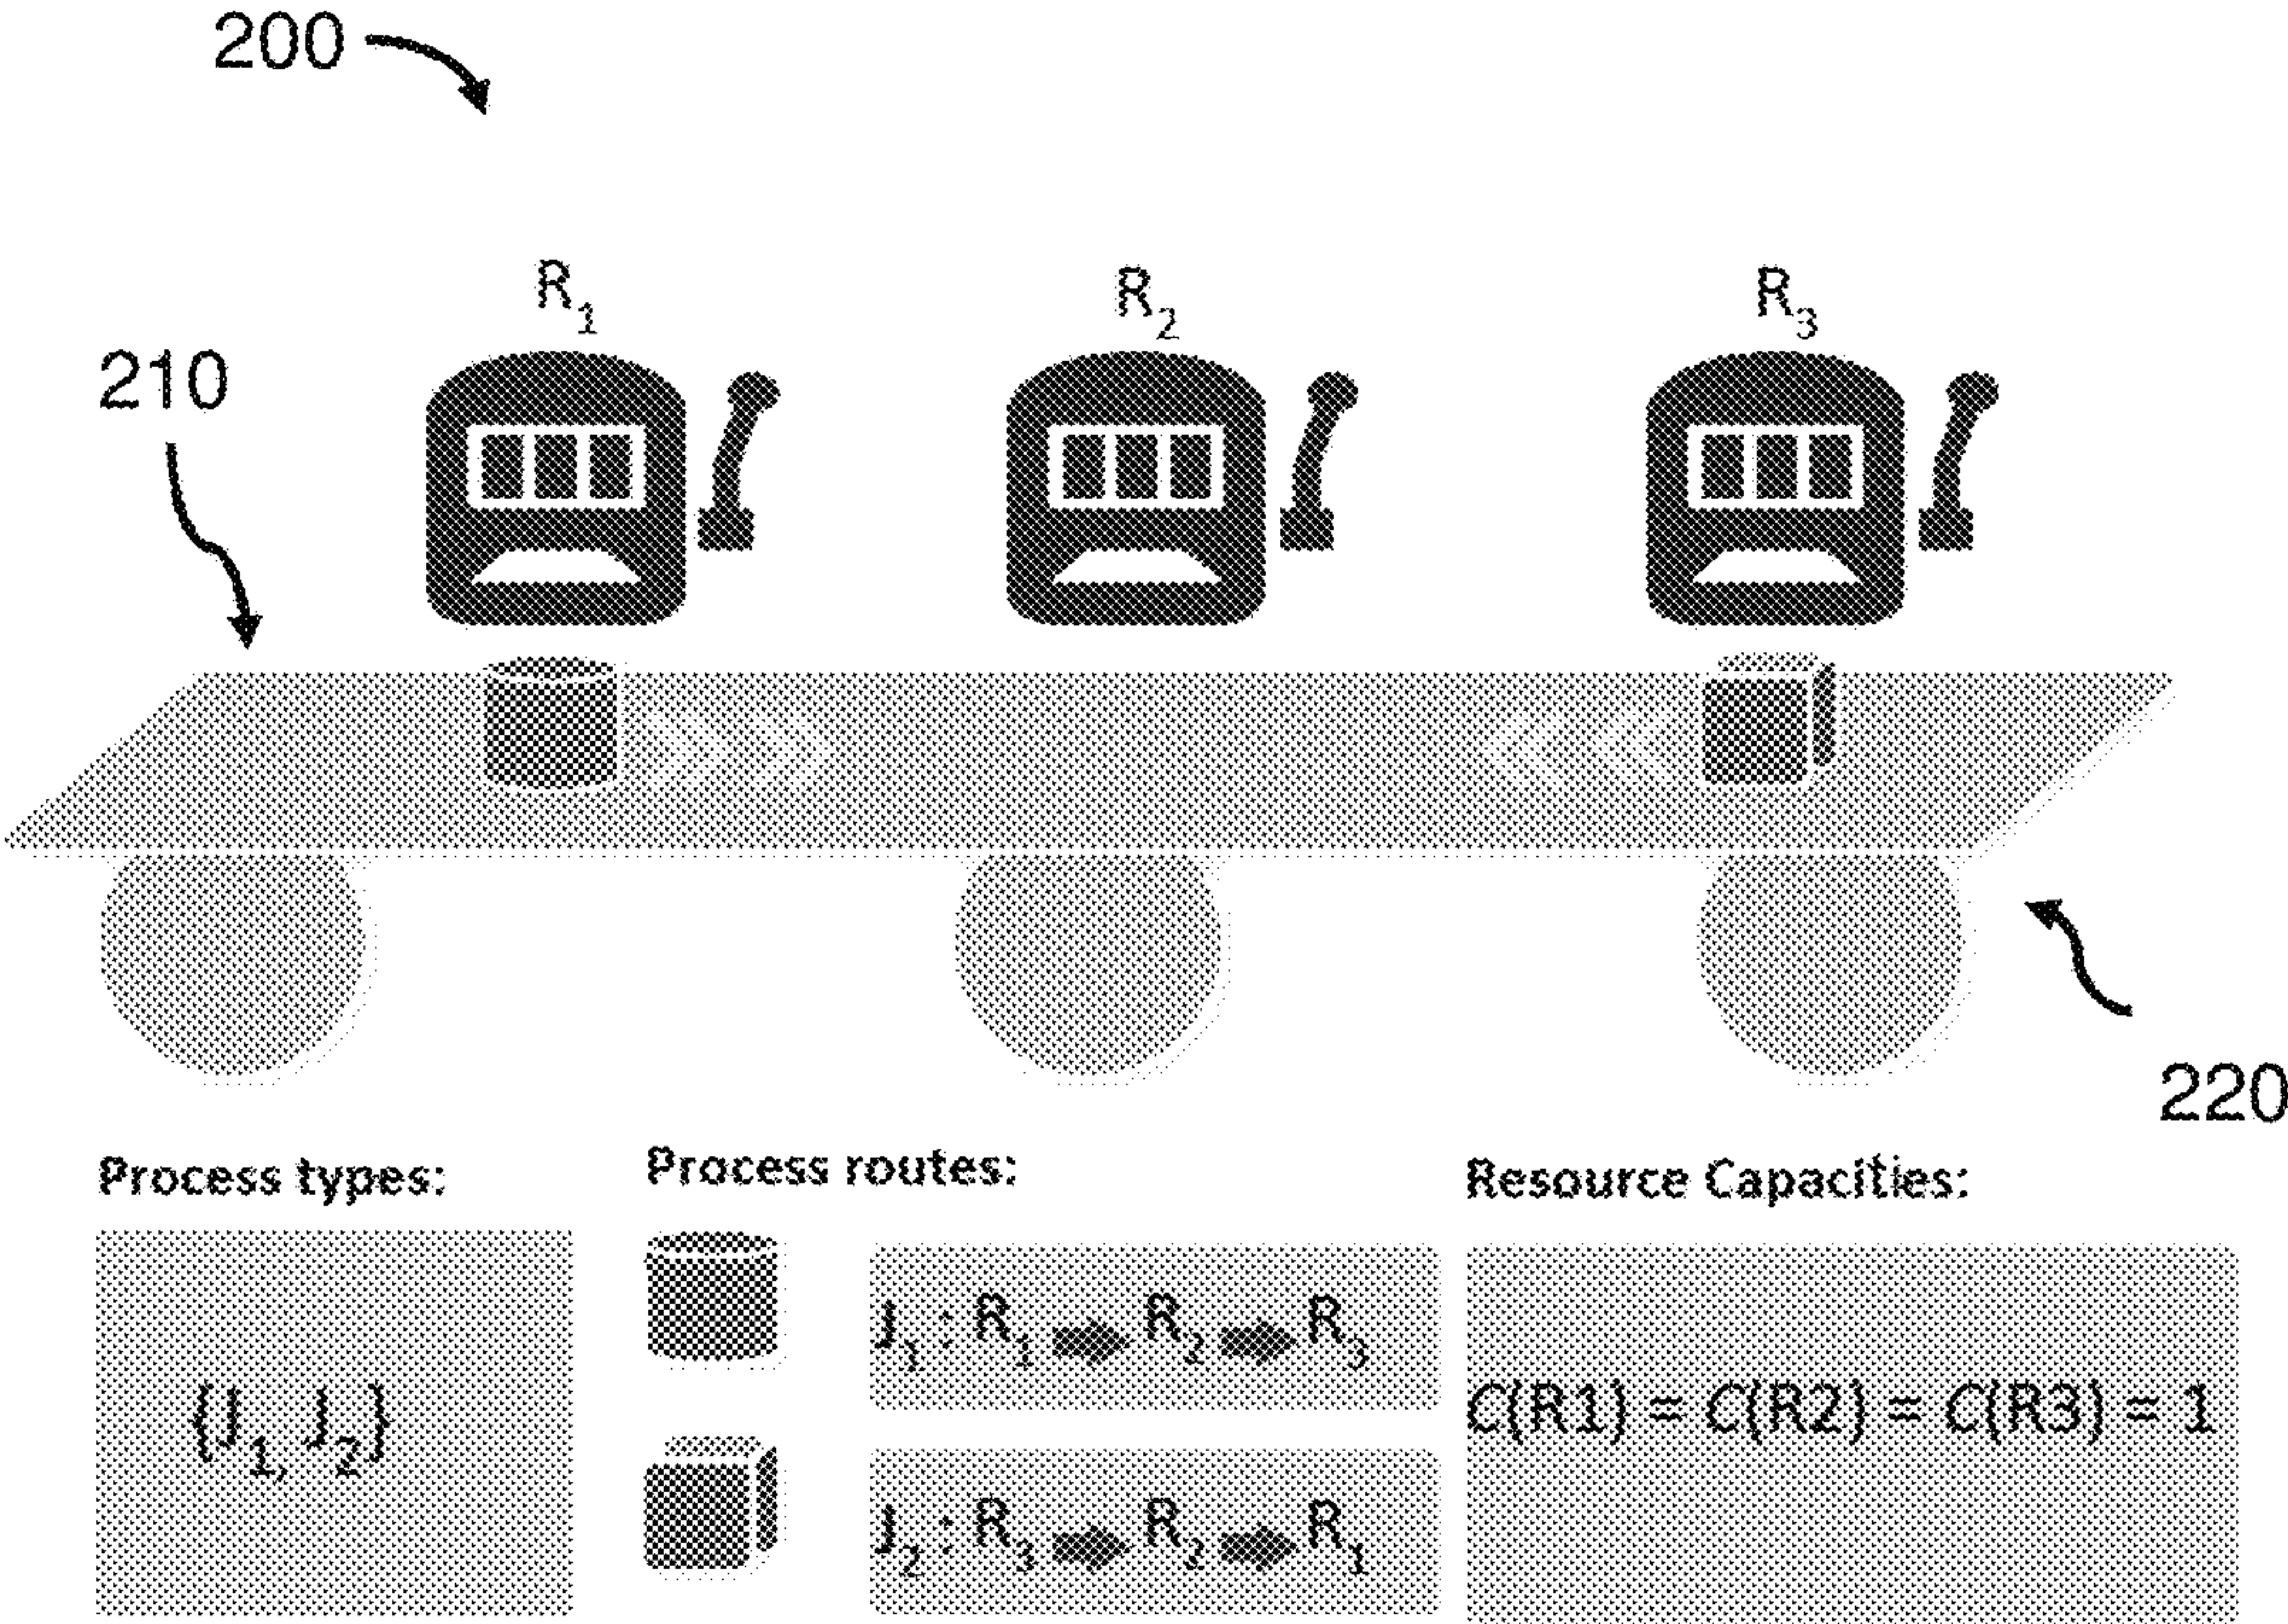 200
R1
R2
R3
210
220
Process types:
Process routes:
Resource Capacities:
{J1, J2}
J1 : R1 ➡ R2 ➡ R3
J2 : R3 ➡ R2 ➡ R1
C(R1) = C(R2) = C(R3) = 1